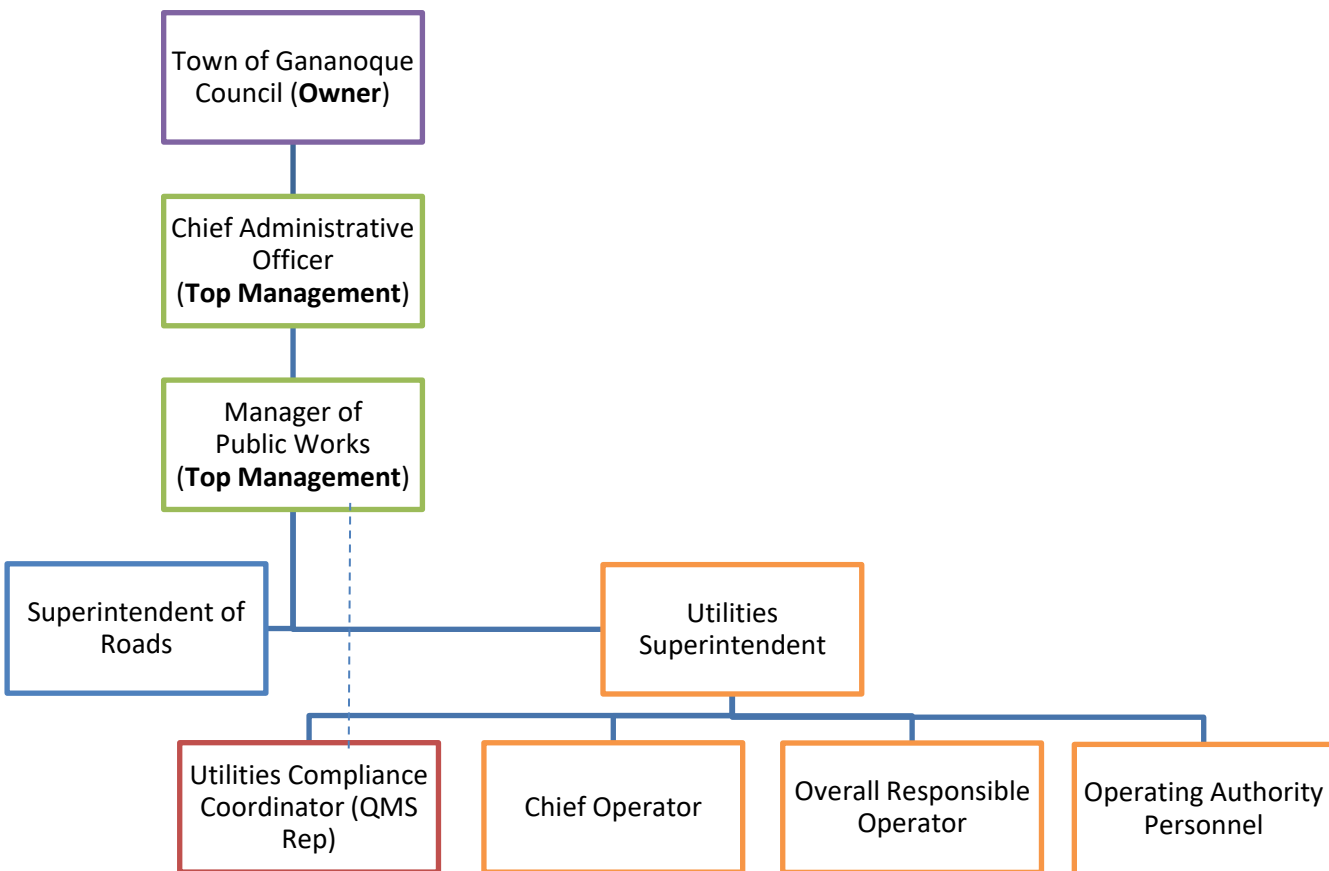 Town of Gananoque
Council (Owner)
Chief Administrative
Officer
(Top Management)
Manager of
Public Works
(Top Management)
Superintendent of
Roads
Utilities
Superintendent
Utilities Compliance
Coordinator (QMS
Rep)
Chief Operator
Overall Responsible
Operator
Operating Authority
Personnel